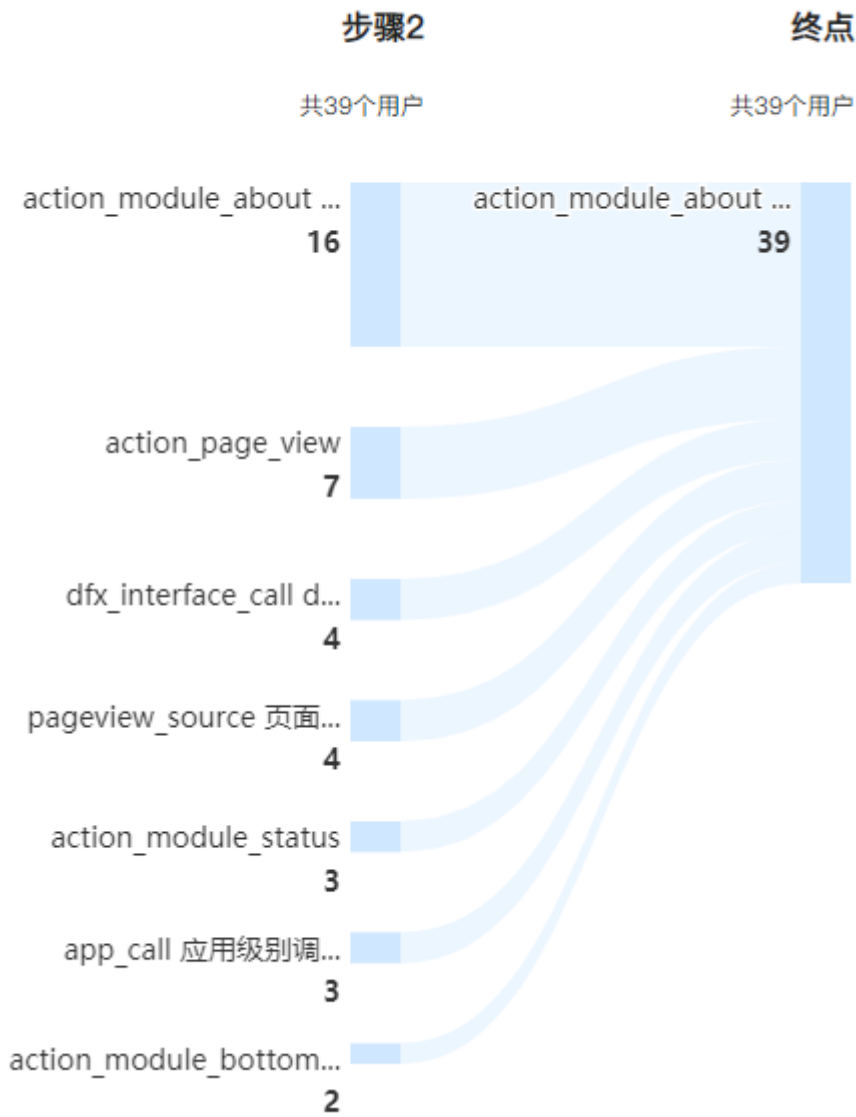 步骤2
终点
共39个用户
共39个用户
action_module_about ...
16
action_module_about ...
39
action_page_view
7
dfx_interface_call d...
4
pageview_source 页面...
4
action_module_status
3
app_call 应用级别调...
3
action_module_bottom...
2